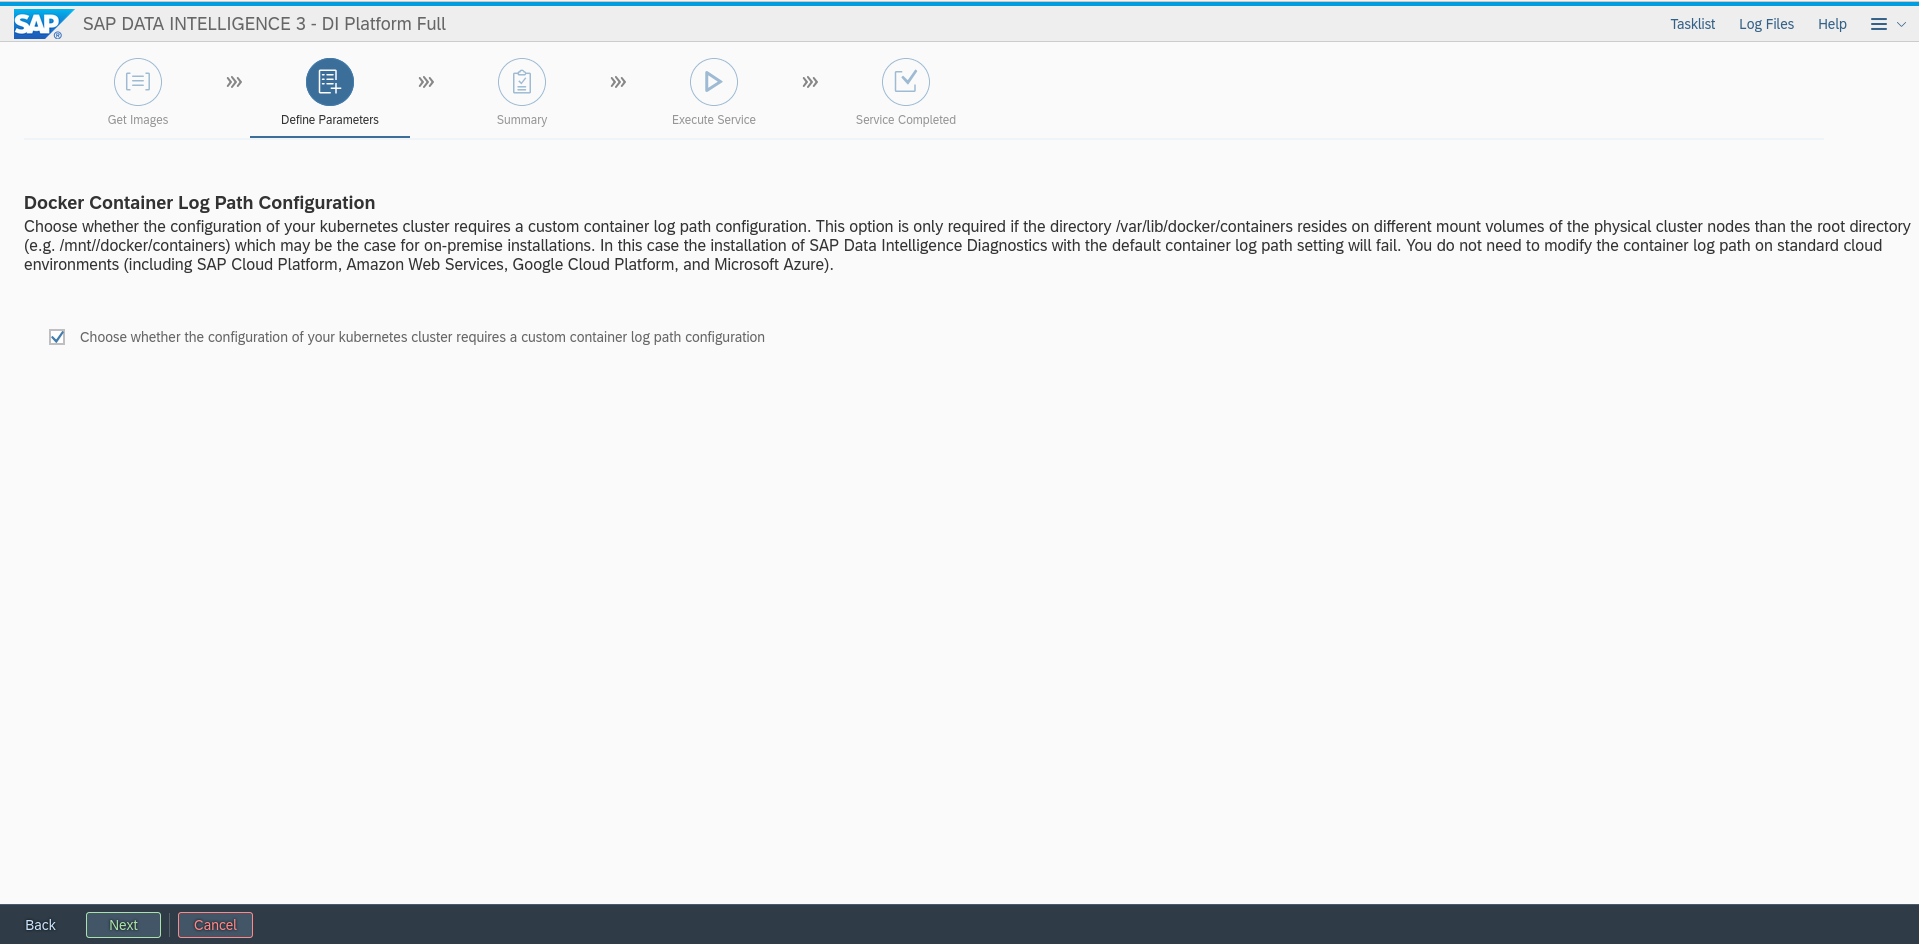 SAP ® SAP DATA INTELLIGENCE 3 - DI Platform Full
Tasklist Log Files Help
Get Images
Define Parameters
Summary
Execute Service
Service Completed
Docker Container Log Path Configuration
Choose whether the configuration of your kubernetes cluster requires a custom container log path configuration. This option is only required if the directory /var/lib/docker/containers resides on different mount volumes of the physical cluster nodes than the root directory
(e.g. /mnt//docker/containers) which may be the case for on-premise installations. In this case the installation of SAP Data Intelligence Diagnostics with the default container log path setting will fail. You do not need to modify the container log path on standard cloud
environments (including SAP Cloud Platform, Amazon Web Services, Google Cloud Platform, and Microsoft Azure).
Choose whether the configuration of your kubernetes cluster requires a custom container log path configuration
Back Next Cancel